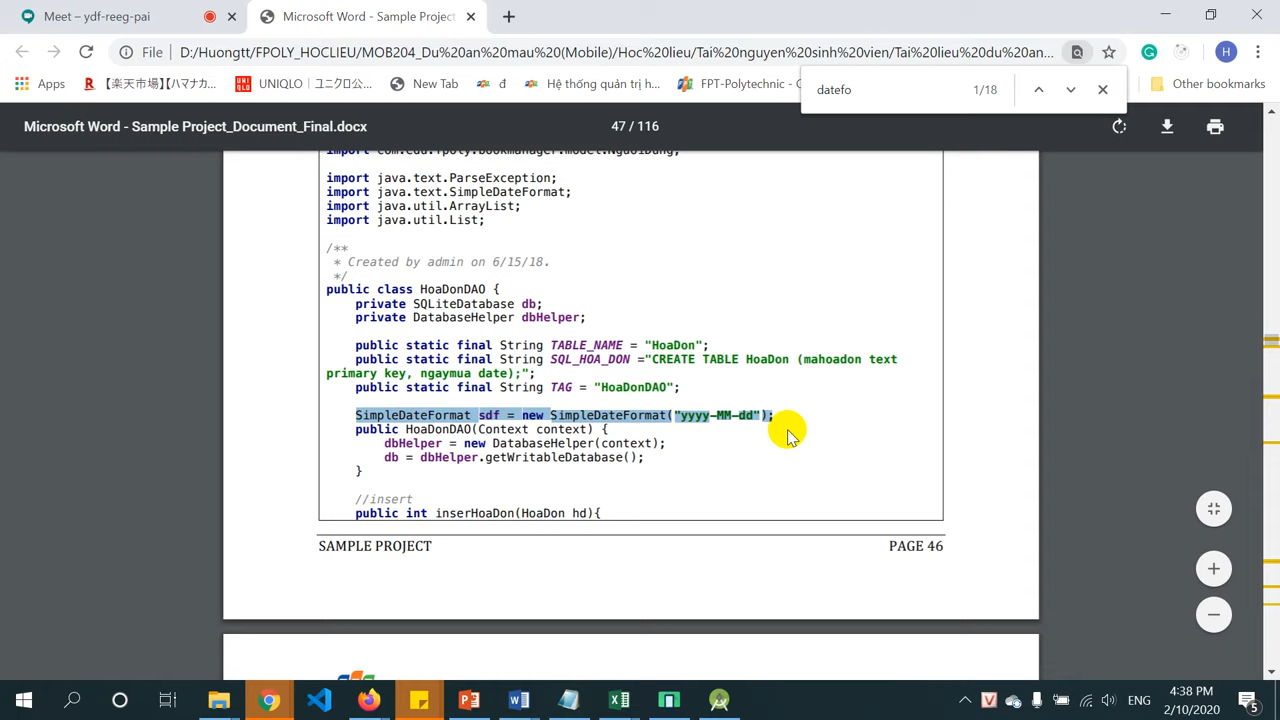 Meet – ydf-reeg-pai
Microsoft Word - Sample Project
File
D:/Huongtt/FPOLY_HOCLIEU/MOB204_Du%20an%20mau%20(Mobile)/Hoc%20lieu/Tai%20nguyen%20sinh%20vien/Tai%20lieu%20du%20an...
H
Apps
【楽天市場】【ハマナカ...
UNIQLO｜ユニクロ公...
New Tab
đ
Hệ thống quản trị h...
FPT-Polytechnic - C
Other bookmarks
datefo
1/18
Microsoft Word - Sample Project_Document_Final.docx
47 / 116
import com.edu.fpoly.bookmanager.model.NguoiDung;
import java.text.ParseException;
import java.text.SimpleDateFormat;
import java.util.ArrayList;
import java.util.List;
/**
* Created by admin on 6/15/18.
*/
public class HoaDonDAO {
private SQLiteDatabase db;
private DatabaseHelper dbHelper;
public static final String TABLE_NAME = "HoaDon";
public static final String SQL_HOA_DON ="CREATE TABLE HoaDon (mahoadon text
primary key, ngaymua date);";
public static final String TAG = "HoaDonDAO";
SimpleDateFormat sdf = new SimpleDateFormat("yyyy-MM-dd");
public HoaDonDAO(Context context) {
dbHelper = new DatabaseHelper(context);
db = dbHelper.getWritableDatabase();
}
//insert
public int inserHoaDon(HoaDon hd){
SAMPLE PROJECT
PAGE 46
ENG
4:38 PM
2/10/2020
5